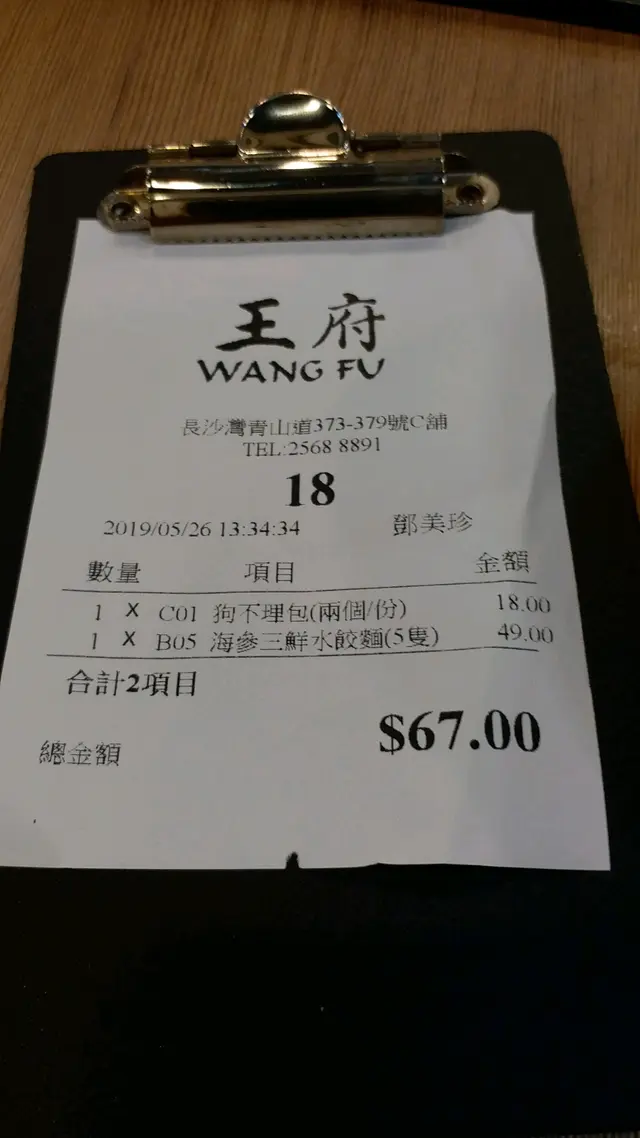 王府
WANG FU
長沙灣青山道373-379號C舖
TEL:2568 8891
18
2019/05/26 13:34:34 鄧美珍
數量 項目 金額
1 X C01 狗不理包(兩個/份) 18.00
1 X B05 海參三鮮水餃麵(5隻) 49.00
合計2項目
總金額 $67.00